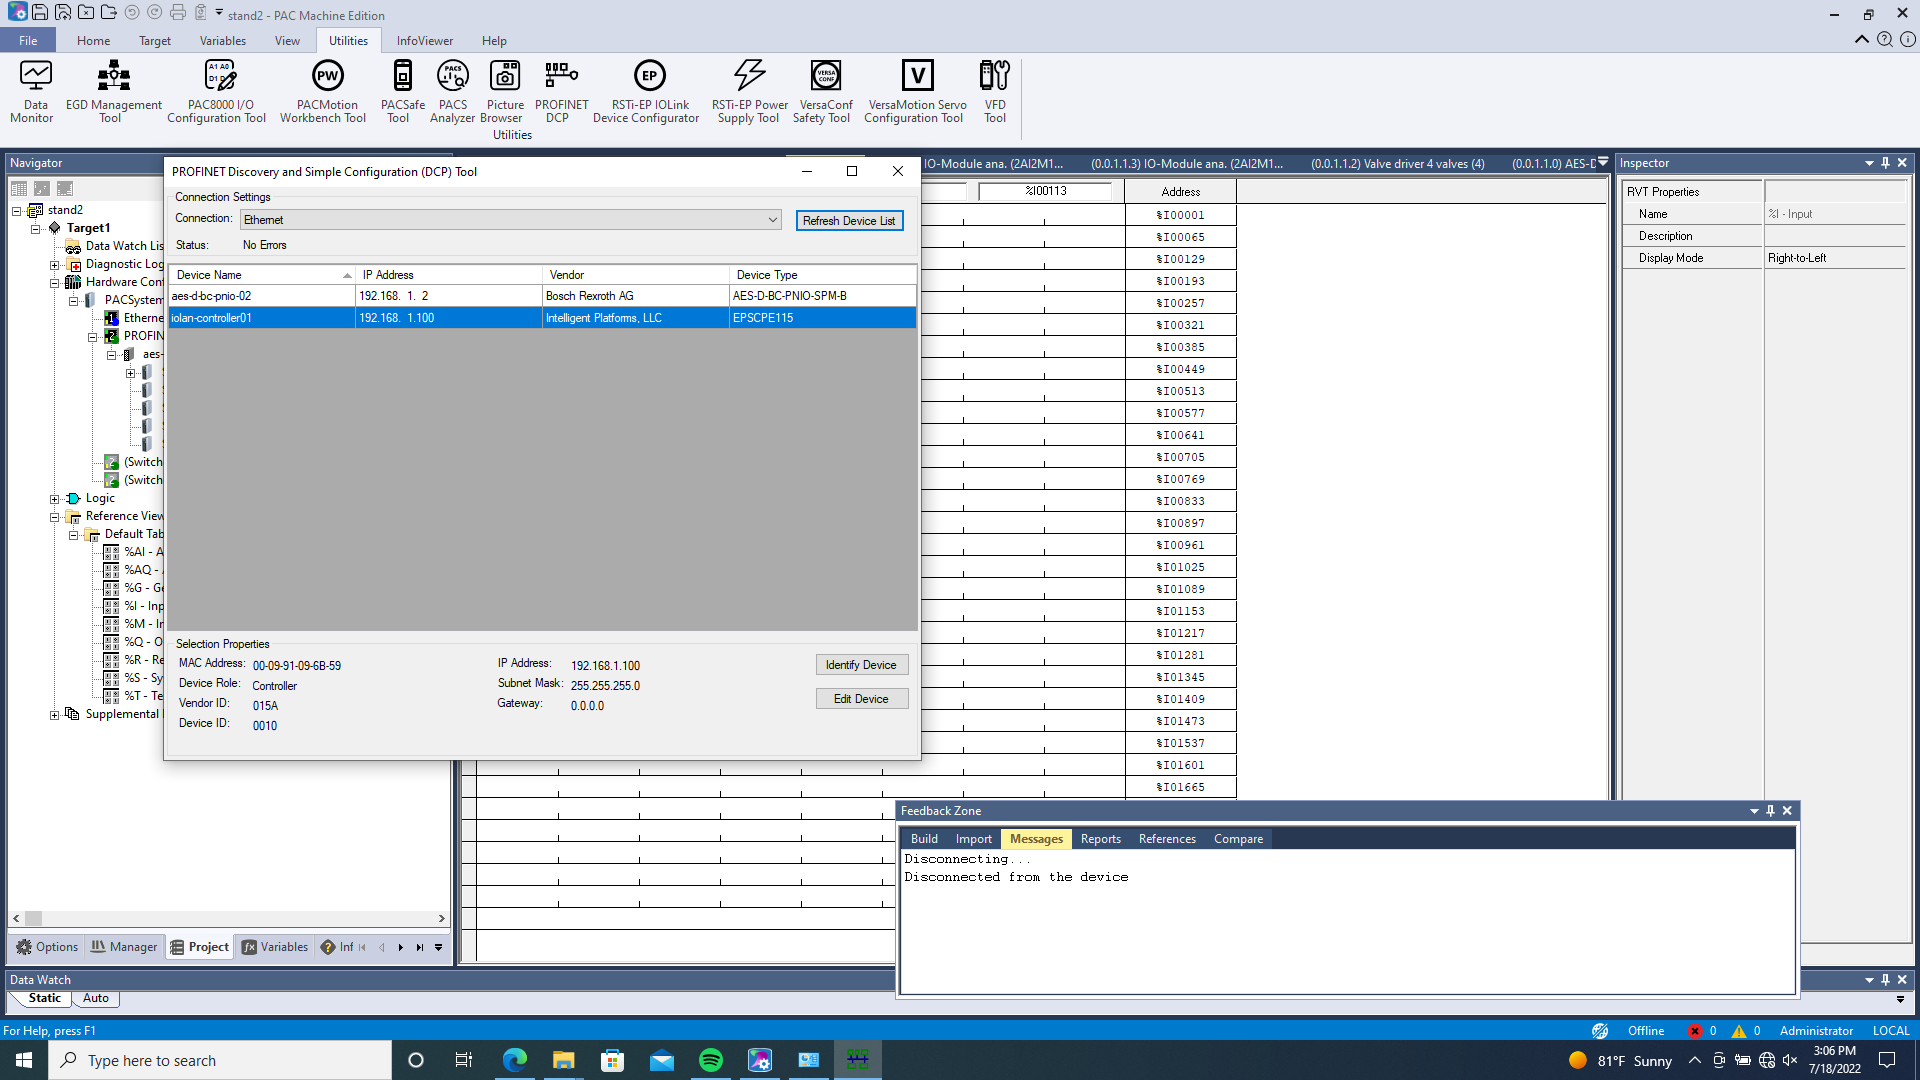 stand2 - PAC Machine Edition
File Home Target Variables View Utilities InfoViewer Help
Data Monitor
EGD Management Tool
PAC8000 I/O Configuration Tool
PACMotion Workbench Tool
PACSafe Tool
PACS Analyzer
Picture Browser
PROFINET DCP
RSTi-EP IOLink Device Configurator
RSTi-EP Power Supply Tool
VersaConf Safety Tool
VersaMotion Servo Configuration Tool
VFD Tool
Utilities
Navigator
stand2
Target1
Data Watch Lis
Diagnostic Log
Hardware Conf
PACSystem
Etherne
PROFIN
aes-
(Switch
(Switch
Logic
Reference View
Default Tab
%AI - A
%AQ -
%G - Ge
%I - Inp
%M - In
%Q - O
%R - Re
%S - Sy
%T - Te
Supplemental
Options Manager Project Variables Inf
PROFINET Discovery and Simple Configuration (DCP) Tool
Connection Settings
Connection: Ethernet Refresh Device List
Status: No Errors
Device Name IP Address Vendor Device Type
aes-d-bc-pnio-02 192.168. 1. 2 Bosch Rexroth AG AES-D-BC-PNIO-SPM-B
iolan-controller01 192.168. 1.100 Intelligent Platforms, LLC EPSCPE115
Selection Properties
MAC Address: 00-09-91-09-6B-59 IP Address: 192.168.1.100 Identify Device
Device Role: Controller Subnet Mask: 255.255.255.0
Vendor ID: 015A Gateway: 0.0.0.0 Edit Device
Device ID: 0010
IO-Module ana. (2AI2M1... (0.0.1.1.3) IO-Module ana. (2AI2M1... (0.0.1.1.2) Valve driver 4 valves (4) (0.0.1.1.0) AES-D
%I00113 Address
%I00001
%I00065
%I00129
%I00193
%I00257
%I00321
%I00385
%I00449
%I00513
%I00577
%I00641
%I00705
%I00769
%I00833
%I00897
%I00961
%I01025
%I01089
%I01153
%I01217
%I01281
%I01345
%I01409
%I01473
%I01537
%I01601
%I01665
Inspector
RVT Properties
Name %I - Input
Description
Display Mode Right-to-Left
Feedback Zone
Build Import Messages Reports References Compare
Disconnecting...
Disconnected from the device
Data Watch
Static Auto
For Help, press F1 Offline 0 0 Administrator LOCAL
Type here to search
81°F Sunny
3:06 PM
7/18/2022